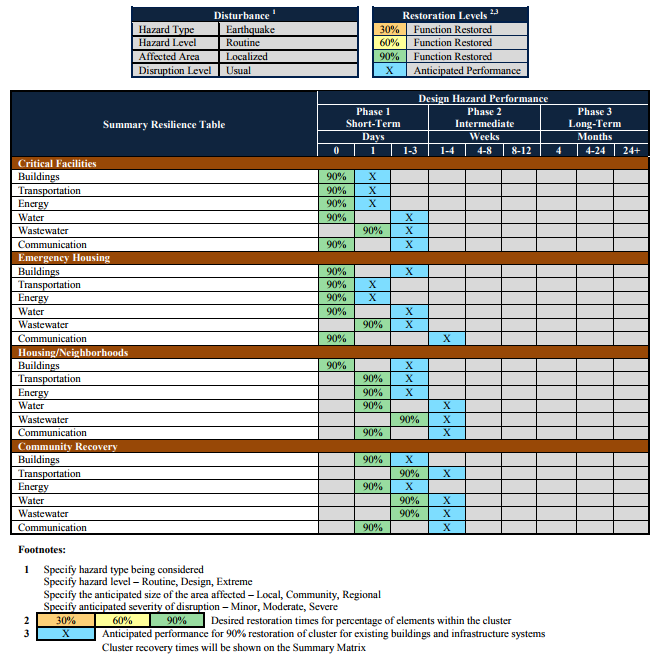 Disturbance 1
Hazard Type Earthquake
Hazard Level Routine
Affected Area Localized
Disruption Level Usual
Restoration Levels 2,3
30% Function Restored
60% Function Restored
90% Function Restored
X Anticipated Performance
Summary Resilience Table
Design Hazard Performance
Phase 1 Phase 2 Phase 3
Short-Term Intermediate Long-Term
Days Weeks Months
0 1 1-3 1-4 4-8 8-12 4 4-24 24+
Critical Facilities
Buildings 90% X
Transportation 90% X
Energy 90% X
Water 90% X
Wastewater 90% X
Communication 90% X
Emergency Housing
Buildings 90% X
Transportation 90% X
Energy 90% X
Water 90% X
Wastewater 90% X
Communication 90% X
Housing/Neighborhoods
Buildings 90% X
Transportation 90% X
Energy 90% X
Water 90% X
Wastewater 90% X
Communication 90% X
Community Recovery
Buildings 90% X
Transportation 90% X
Energy 90% X
Water 90% X
Wastewater 90% X
Communication 90% X
Footnotes:
1 Specify hazard type being considered
Specify hazard level – Routine, Design, Extreme
Specify the anticipated size of the area affected – Local, Community, Regional
Specify anticipated severity of disruption – Minor, Moderate, Severe
2 30% 60% 90% Desired restoration times for percentage of elements within the cluster
3 X Anticipated performance for 90% restoration of cluster for existing buildings and infrastructure systems
Cluster recovery times will be shown on the Summary Matrix